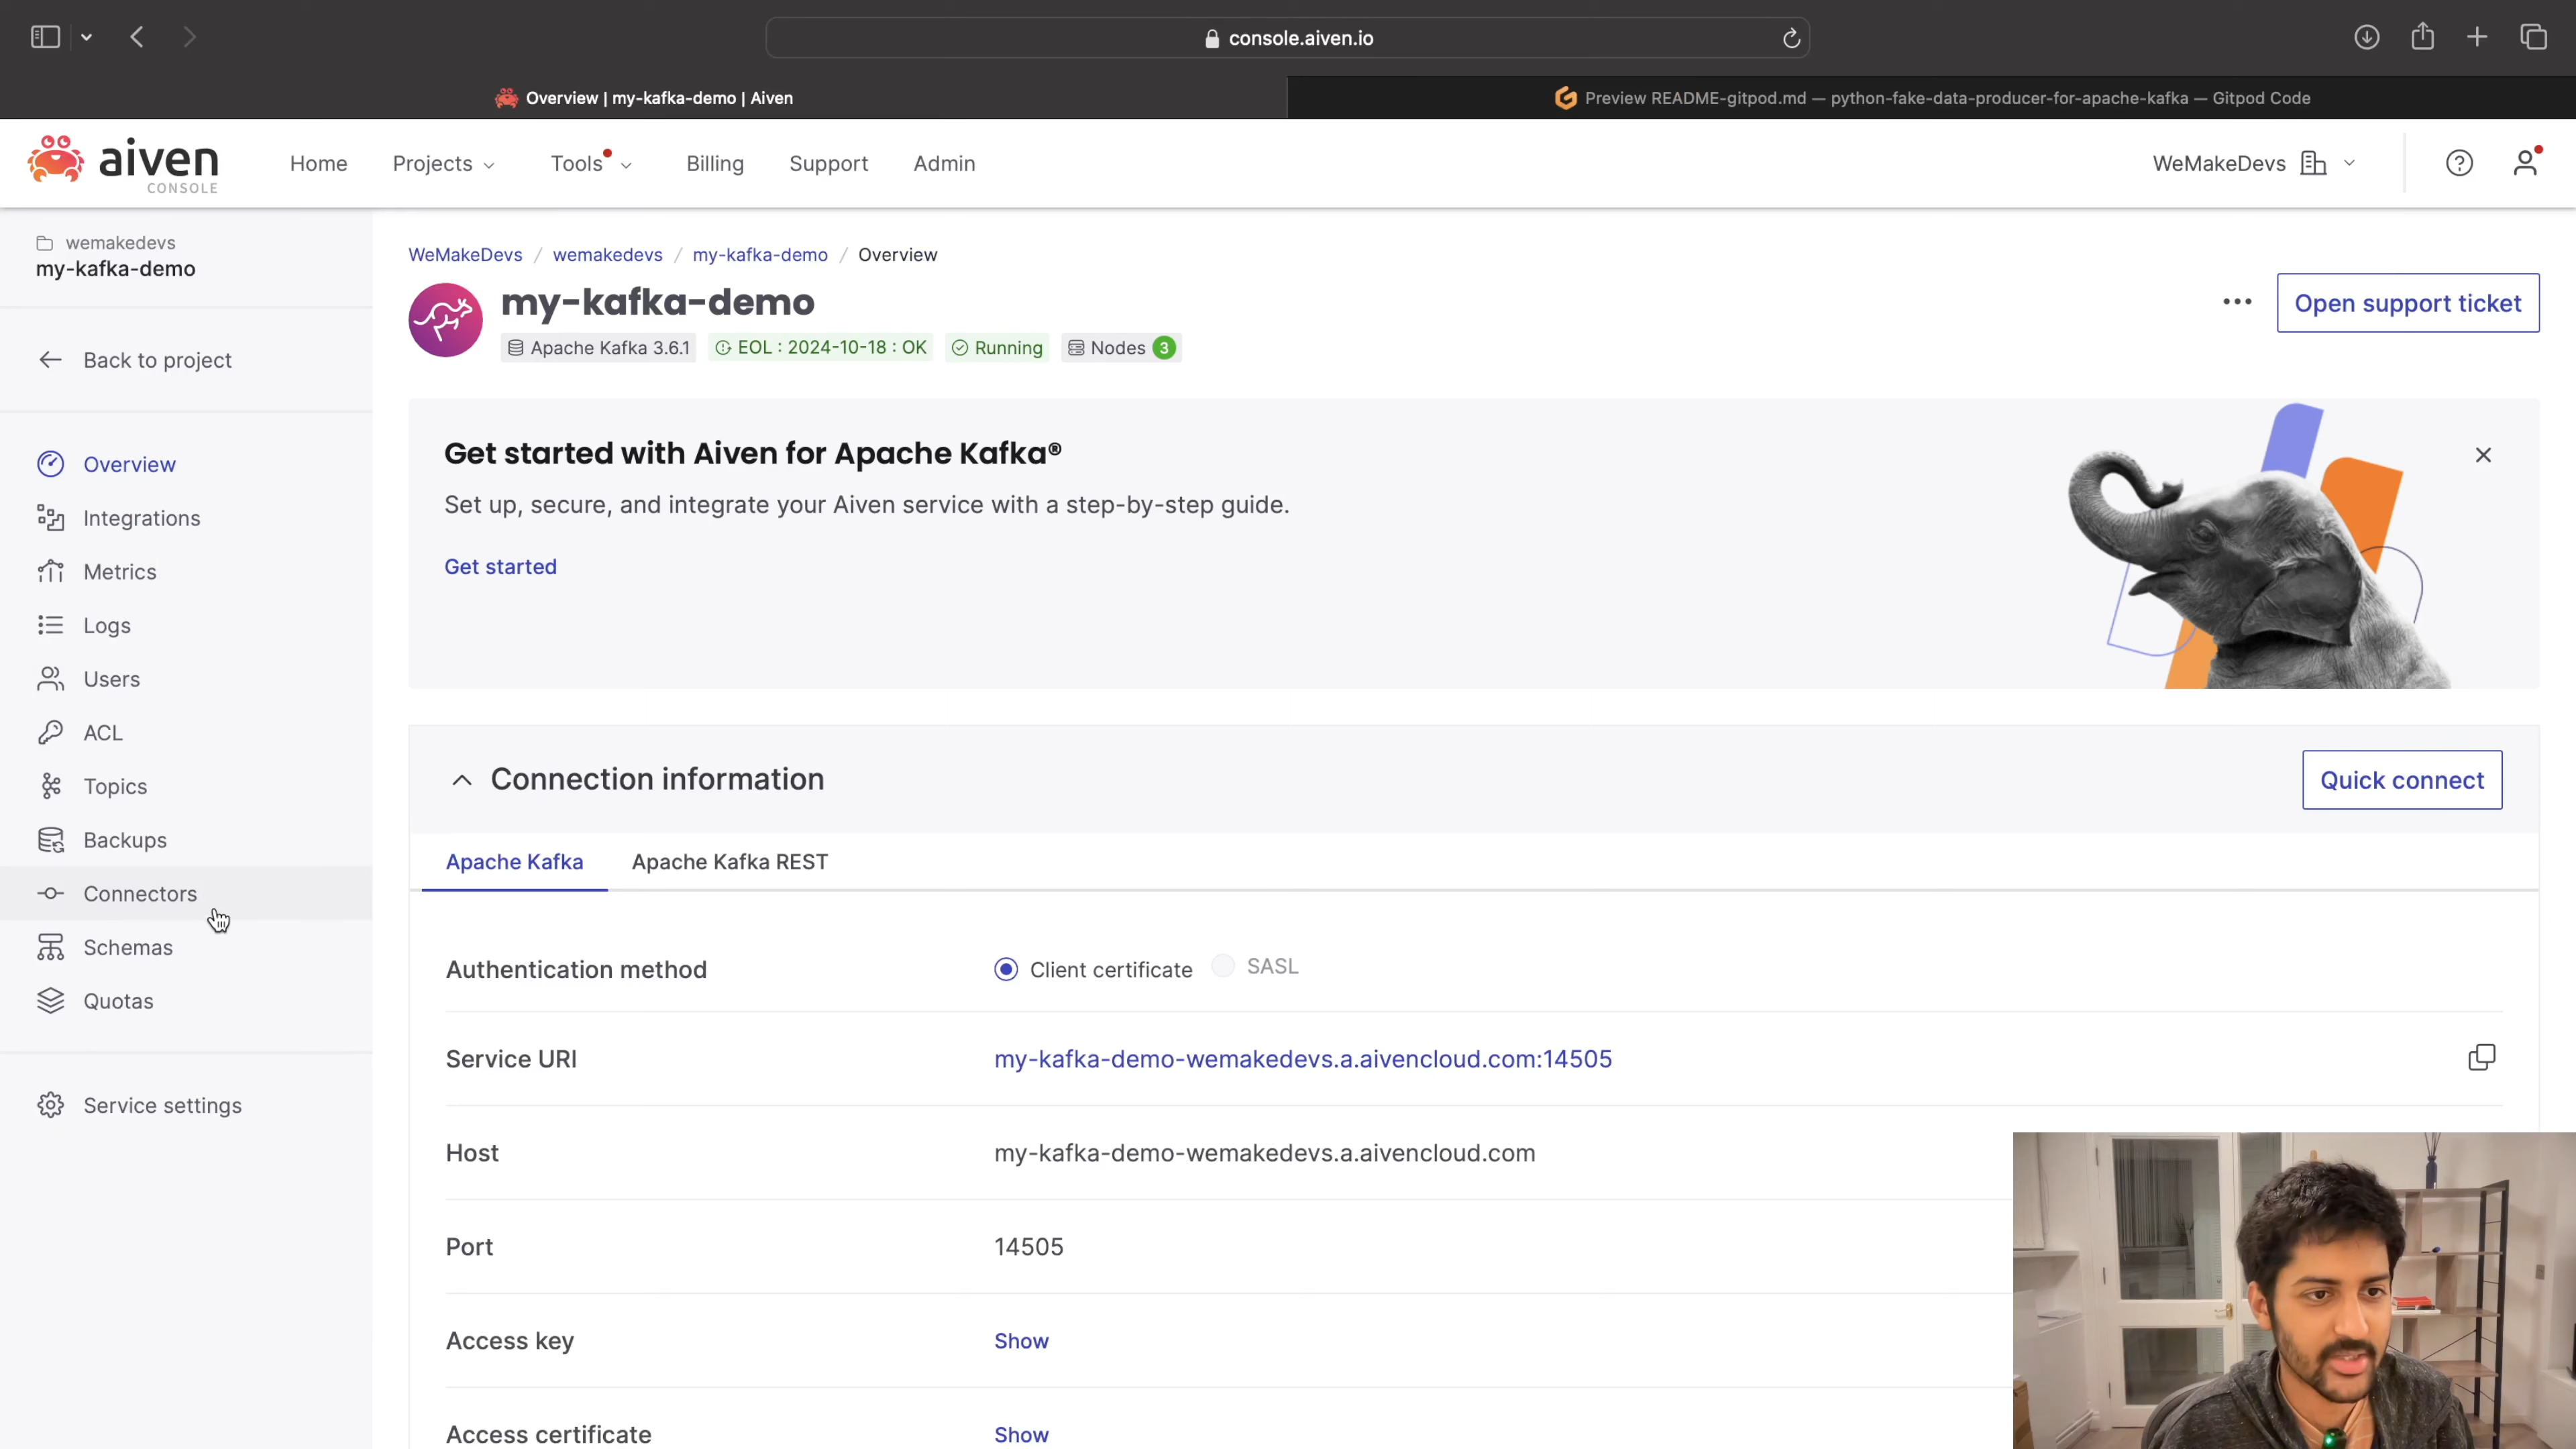 console.aiven.io
Overview | my-kafka-demo | Aiven
Preview README-gitpod.md — python-fake-data-producer-for-apache-kafka — Gitpod Code
aiven
CONSOLE
Home
Projects
Tools
Billing
Support
Admin
WeMakeDevs
wemakedevs
my-kafka-demo
Back to project
Overview
Integrations
Metrics
Logs
Users
ACL
Topics
Backups
Connectors
Schemas
Quotas
Service settings
WeMakeDevs / wemakedevs / my-kafka-demo / Overview
my-kafka-demo
Apache Kafka 3.6.1
EOL : 2024-10-18 : OK
Running
Nodes 3
Open support ticket
Get started with Aiven for Apache Kafka®
Set up, secure, and integrate your Aiven service with a step-by-step guide.
Get started
Connection information
Quick connect
Apache Kafka
Apache Kafka REST
Authentication method
Client certificate
SASL
Service URI
my-kafka-demo-wemakedevs.a.aivencloud.com:14505
Host
my-kafka-demo-wemakedevs.a.aivencloud.com
Port
14505
Access key
Show
Access certificate
Show